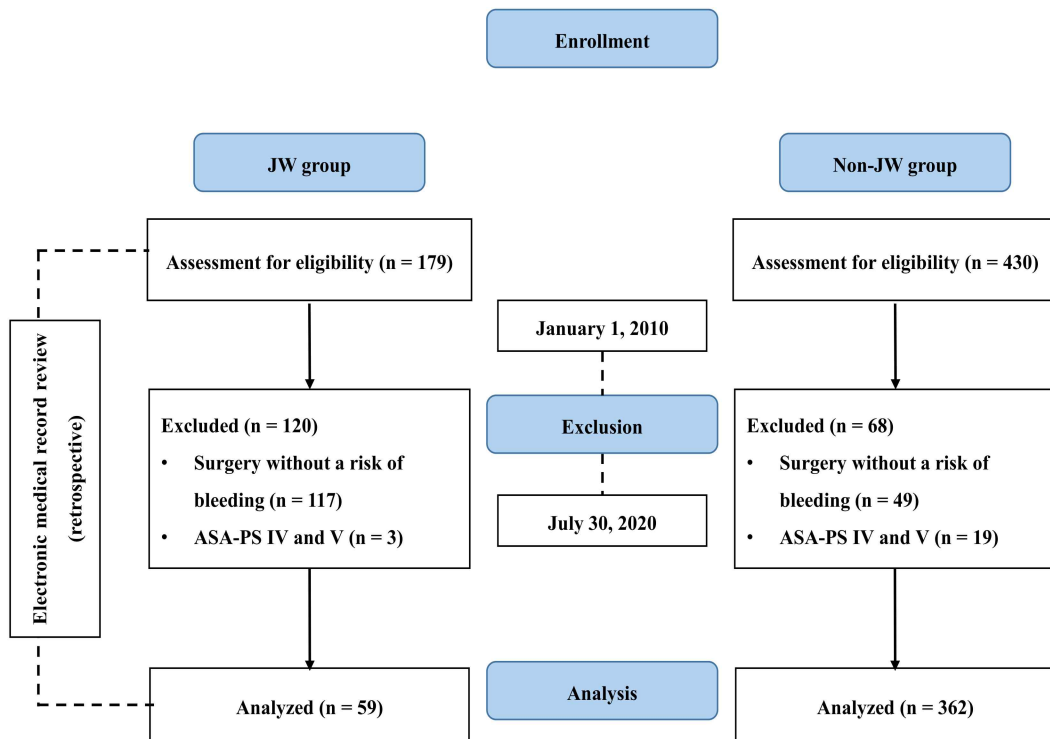 Enrollment
JW group
Non-JW group
Assessment for eligibility (n = 179)
Assessment for eligibility (n = 430)
Electronic medical record review
(retrospective)
January 1, 2010
Excluded (n = 120)
• Surgery without a risk of
bleeding (n = 117)
• ASA-PS IV and V (n = 3)
Exclusion
Excluded (n = 68)
• Surgery without a risk of
bleeding (n = 49)
• ASA-PS IV and V (n = 19)
July 30, 2020
Analyzed (n = 59)
Analysis
Analyzed (n = 362)